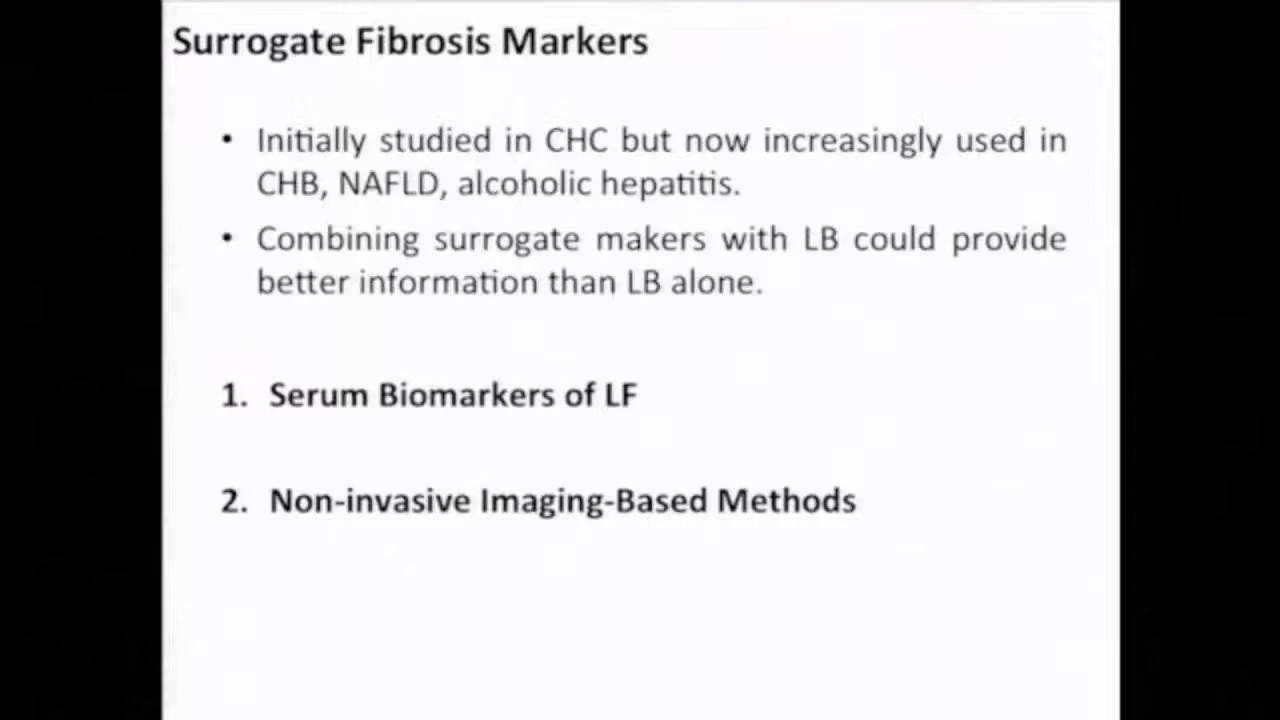 Surrogate Fibrosis Markers
• Initially studied in CHC but now increasingly used in
CHB, NAFLD, alcoholic hepatitis.
• Combining surrogate makers with LB could provide
better information than LB alone.
1. Serum Biomarkers of LF
2. Non-invasive Imaging-Based Methods